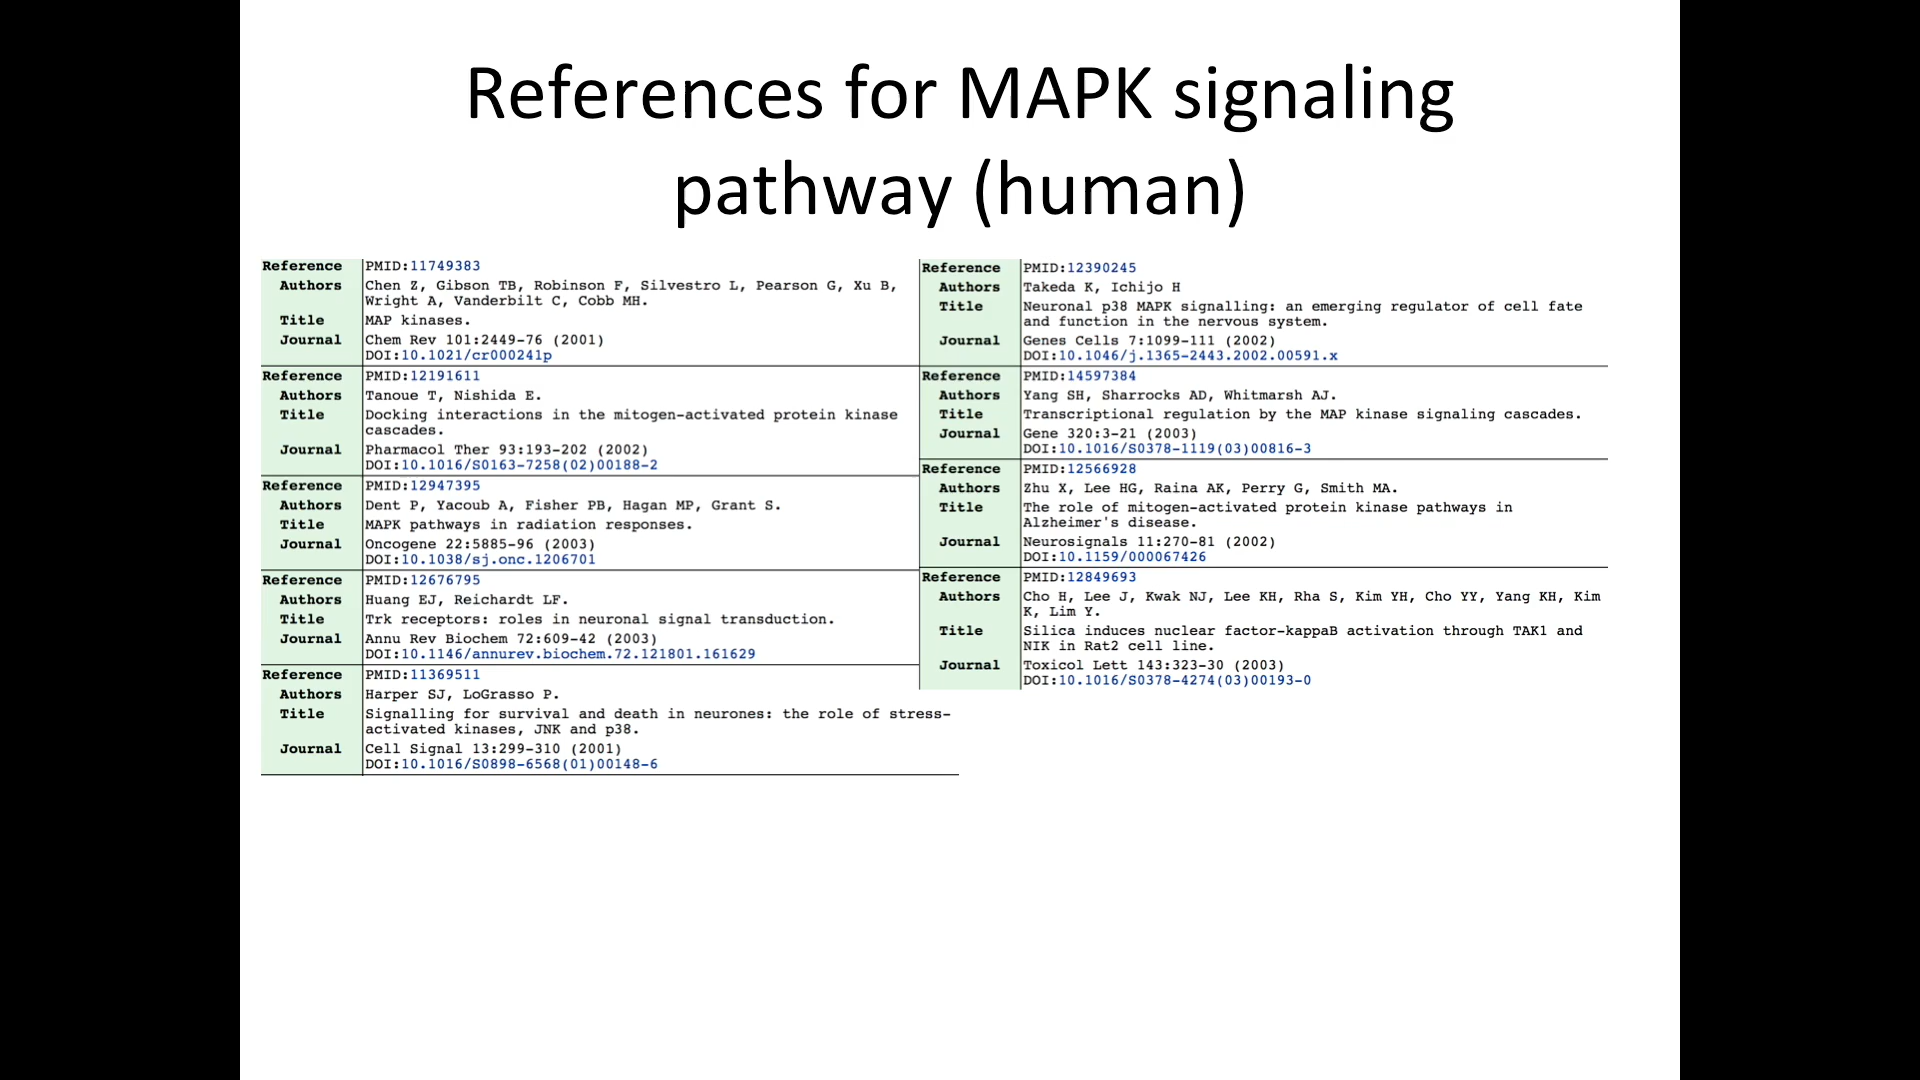 References for MAPK signaling
pathway (human)
Reference PMID:11749383
Authors Chen Z, Gibson TB, Robinson F, Silvestro L, Pearson G, Xu B,
Wright A, Vanderbilt C, Cobb MH.
Title MAP kinases.
Journal Chem Rev 101:2449-76 (2001)
DOI:10.1021/cr000241p
Reference PMID:12191611
Authors Tanoue T, Nishida E.
Title Docking interactions in the mitogen-activated protein kinase
cascades.
Journal Pharmacol Ther 93:193-202 (2002)
DOI:10.1016/S0163-7258(02)00188-2
Reference PMID:12947395
Authors Dent P, Yacoub A, Fisher PB, Hagan MP, Grant S.
Title MAPK pathways in radiation responses.
Journal Oncogene 22:5885-96 (2003)
DOI:10.1038/sj.onc.1206701
Reference PMID:12676795
Authors Huang EJ, Reichardt LF.
Title Trk receptors: roles in neuronal signal transduction.
Journal Annu Rev Biochem 72:609-42 (2003)
DOI:10.1146/annurev.biochem.72.121801.161629
Reference PMID:11369511
Authors Harper SJ, LoGrasso P.
Title Signalling for survival and death in neurones: the role of stress-
activated kinases, JNK and p38.
Journal Cell Signal 13:299-310 (2001)
DOI:10.1016/S0898-6568(01)00148-6
Reference PMID:12390245
Authors Takeda K, Ichijo H
Title Neuronal p38 MAPK signalling: an emerging regulator of cell fate
and function in the nervous system.
Journal Genes Cells 7:1099-111 (2002)
DOI:10.1046/j.1365-2443.2002.00591.x
Reference PMID:14597384
Authors Yang SH, Sharrocks AD, Whitmarsh AJ.
Title Transcriptional regulation by the MAP kinase signaling cascades.
Journal Gene 320:3-21 (2003)
DOI:10.1016/S0378-1119(03)00816-3
Reference PMID:12566928
Authors Zhu X, Lee HG, Raina AK, Perry G, Smith MA.
Title The role of mitogen-activated protein kinase pathways in
Alzheimer's disease.
Journal Neurosignals 11:270-81 (2002)
DOI:10.1159/000067426
Reference PMID:12849693
Authors Cho H, Lee J, Kwak NJ, Lee KH, Rha S, Kim YH, Cho YY, Yang KH, Kim
K, Lim Y.
Title Silica induces nuclear factor-kappaB activation through TAK1 and
NIK in Rat2 cell line.
Journal Toxicol Lett 143:323-30 (2003)
DOI:10.1016/S0378-4274(03)00193-0